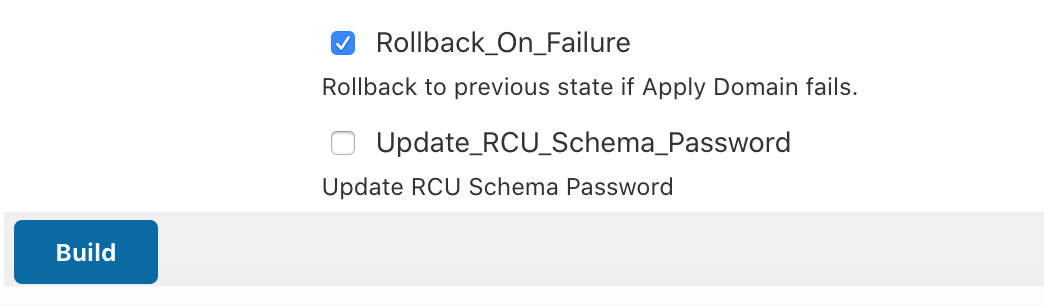 Rollback_On_Failure
Rollback to previous state if Apply Domain fails.
Update_RCU_Schema_Password
Update RCU Schema Password
Build